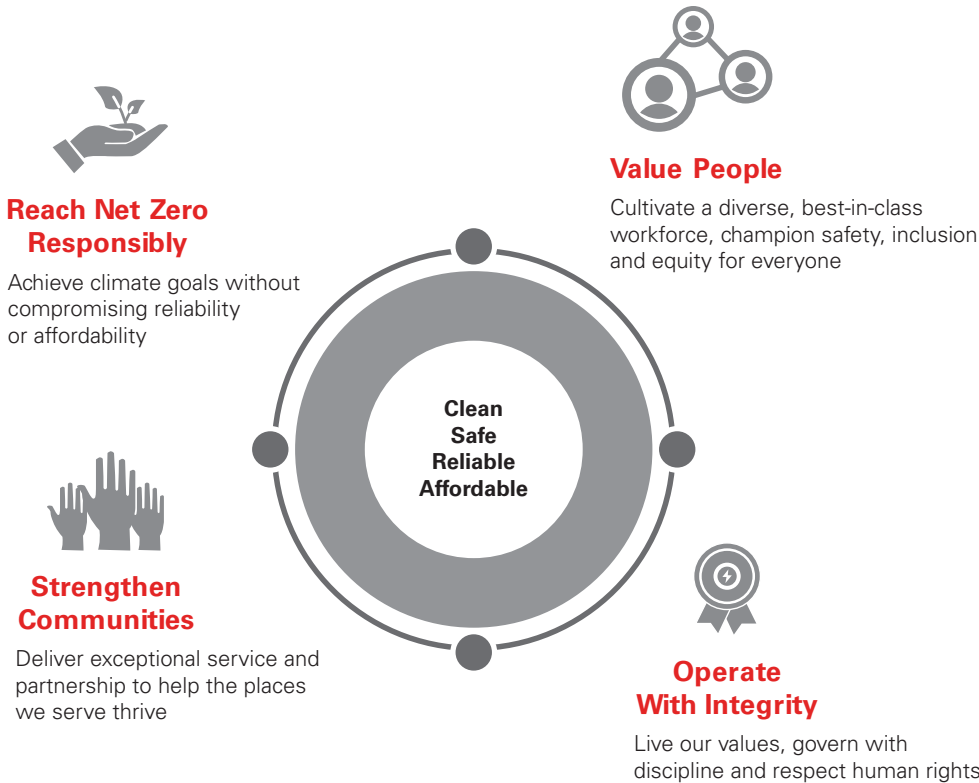 Reach Net Zero
Responsibly
Achieve climate goals without
compromising reliability
or affordability
Value People
Cultivate a diverse, best-in-class
workforce, champion safety, inclusion
and equity for everyone
Clean
Safe
Reliable
Affordable
Strengthen
Communities
Deliver exceptional service and
partnership to help the places
we serve thrive
Operate
With Integrity
Live our values, govern with
discipline and respect human rights